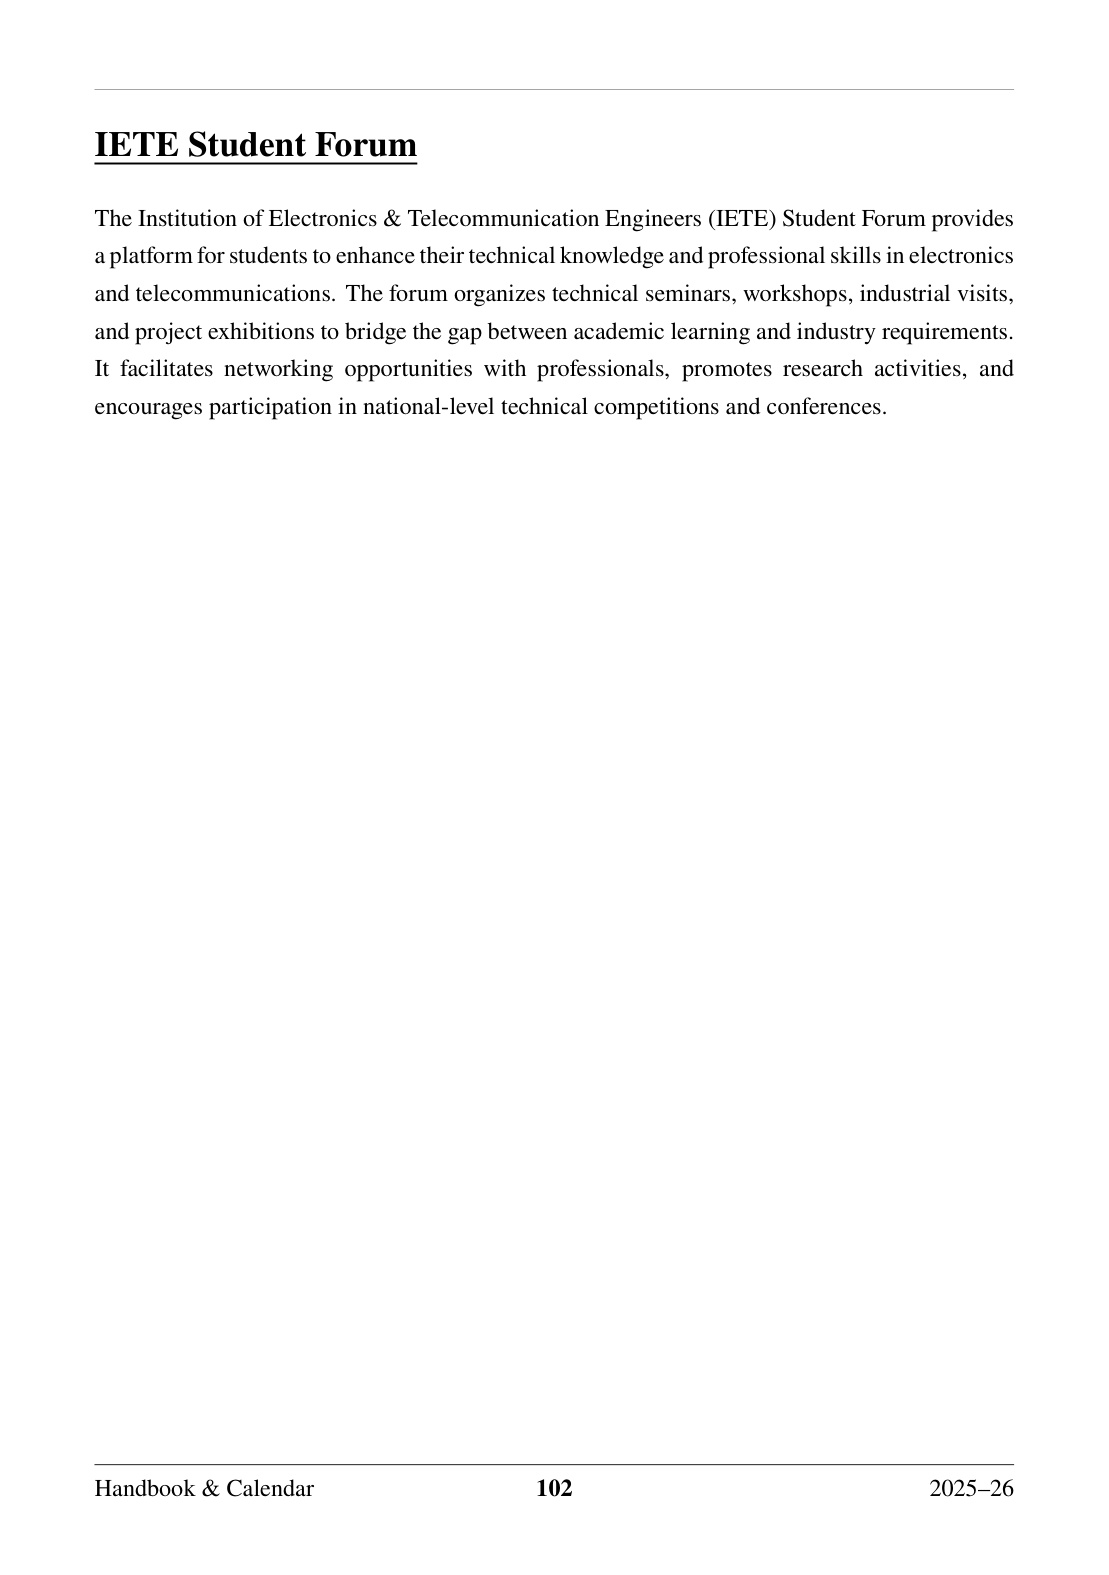 IETE Student Forum
The Institution of Electronics & Telecommunication Engineers (IETE) Student Forum provides
a platform for students to enhance their technical knowledge and professional skills in electronics
and telecommunications. The forum organizes technical seminars, workshops, industrial visits,
and project exhibitions to bridge the gap between academic learning and industry requirements.
It facilitates networking opportunities with professionals, promotes research activities, and
encourages participation in national-level technical competitions and conferences.
Handbook & Calendar 102 2025–26